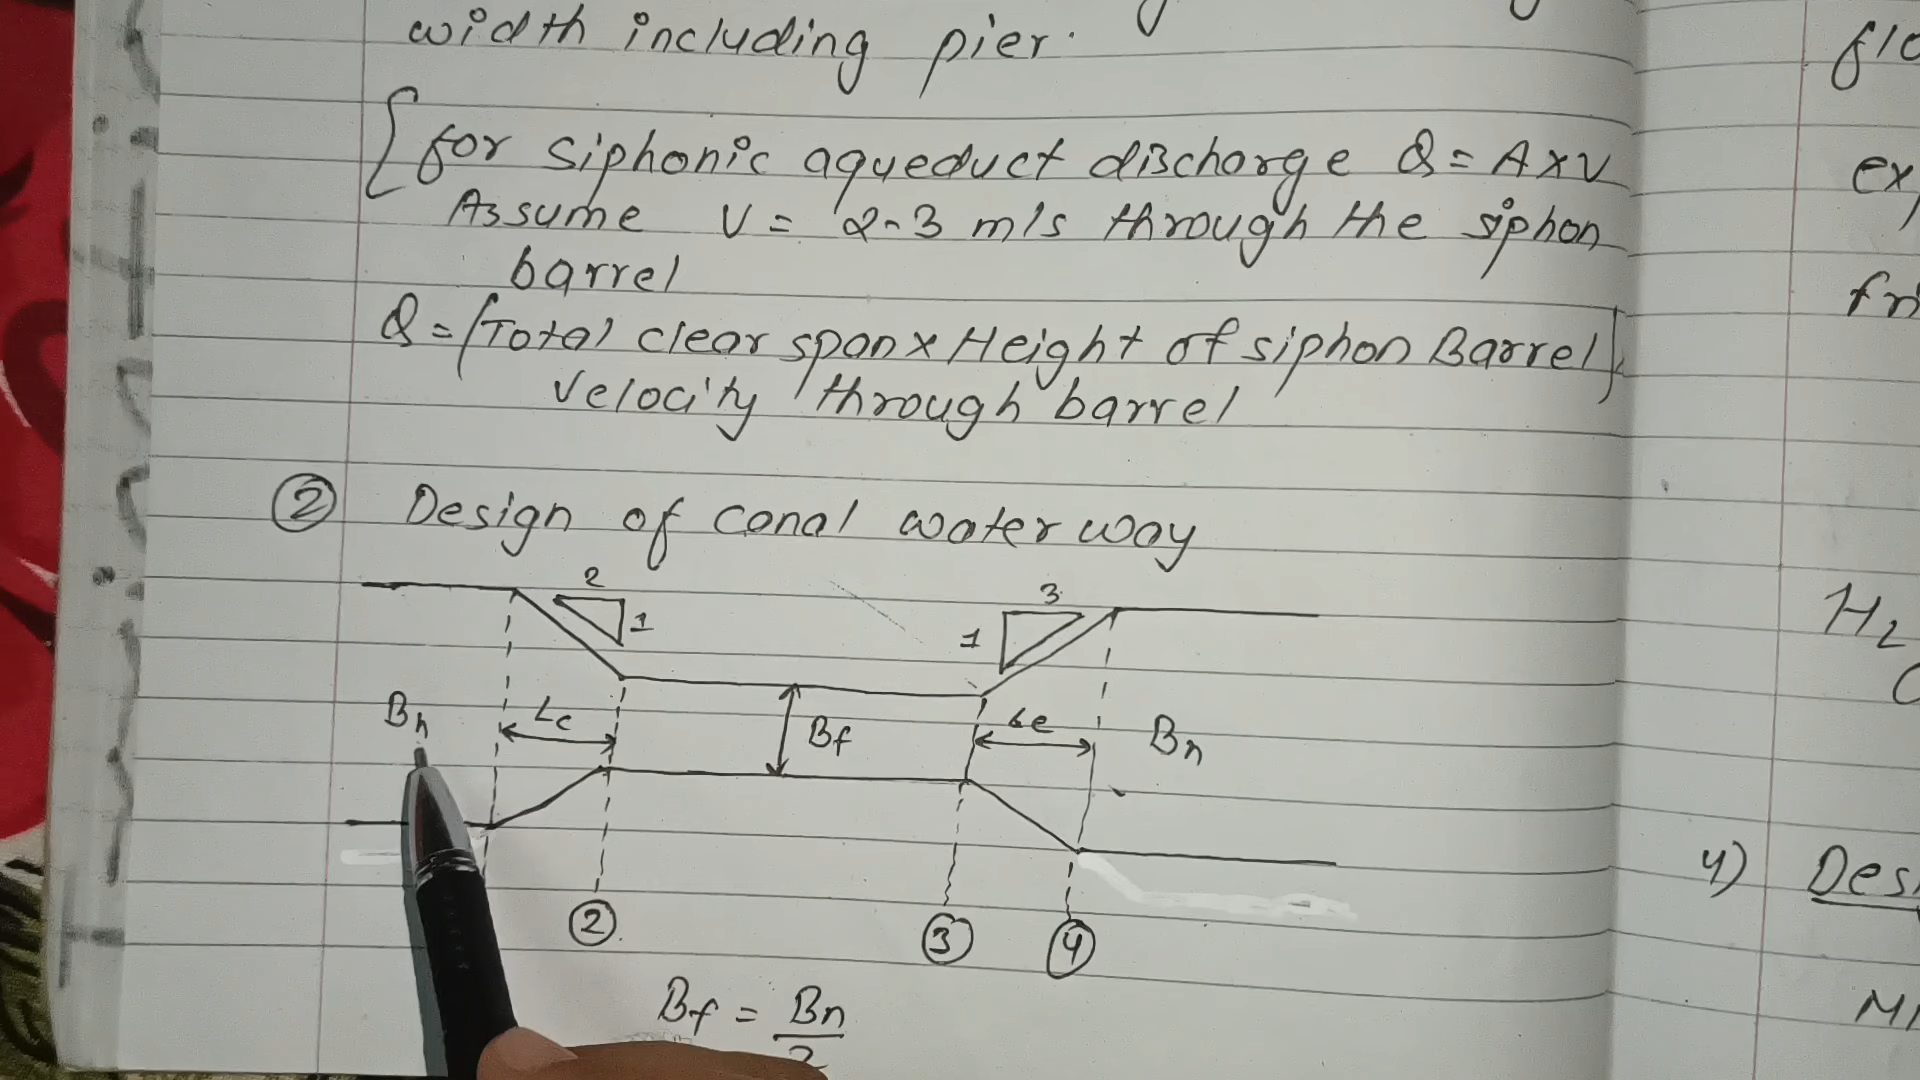 width including pier.
[for siphonic aqueduct discharge Q = A×V
Assume V = 2-3 m/s through the siphon
barrel
Q = (Total clear span × Height of siphon Barrel)×
Velocity through barrel
② Design of canal water way
2
1
3
1
Bn
Lc
Bf
Le
Bn
②
③
④
Bf = Bn
2
H2
4) Des